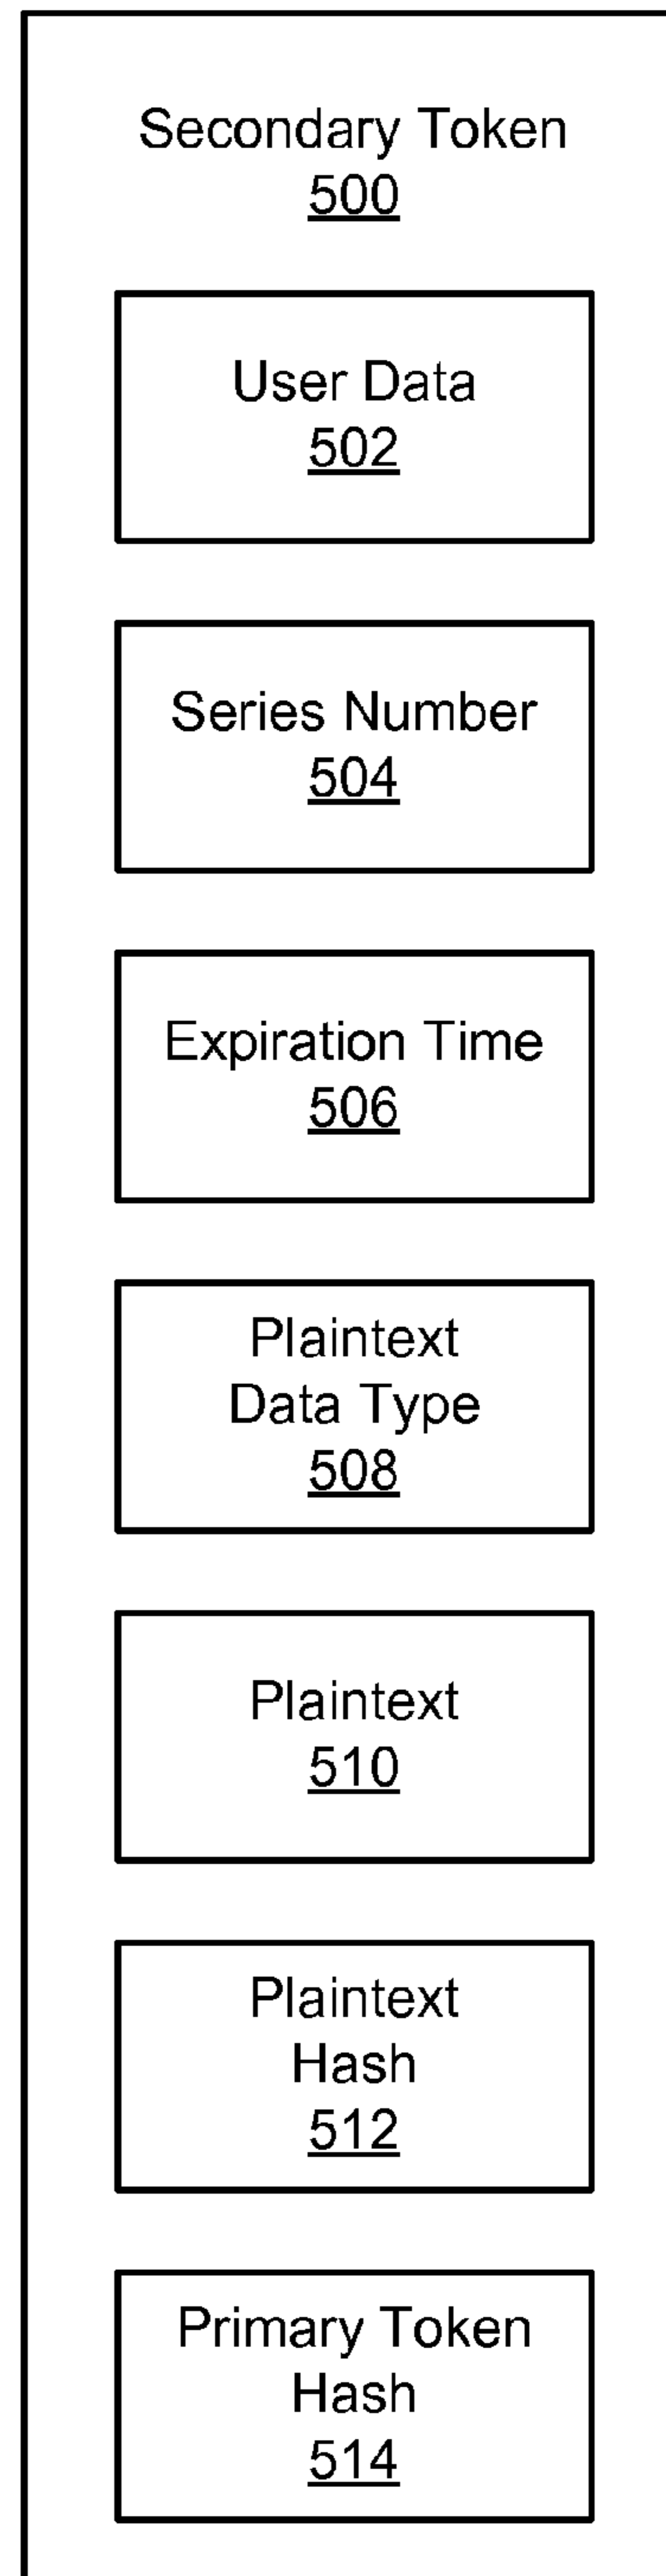 Secondary Token
500
User Data
502
Series Number
504
Expiration Time
506
Plaintext
Data Type
508
Plaintext
510
Plaintext
Hash
512
Primary Token
Hash
514